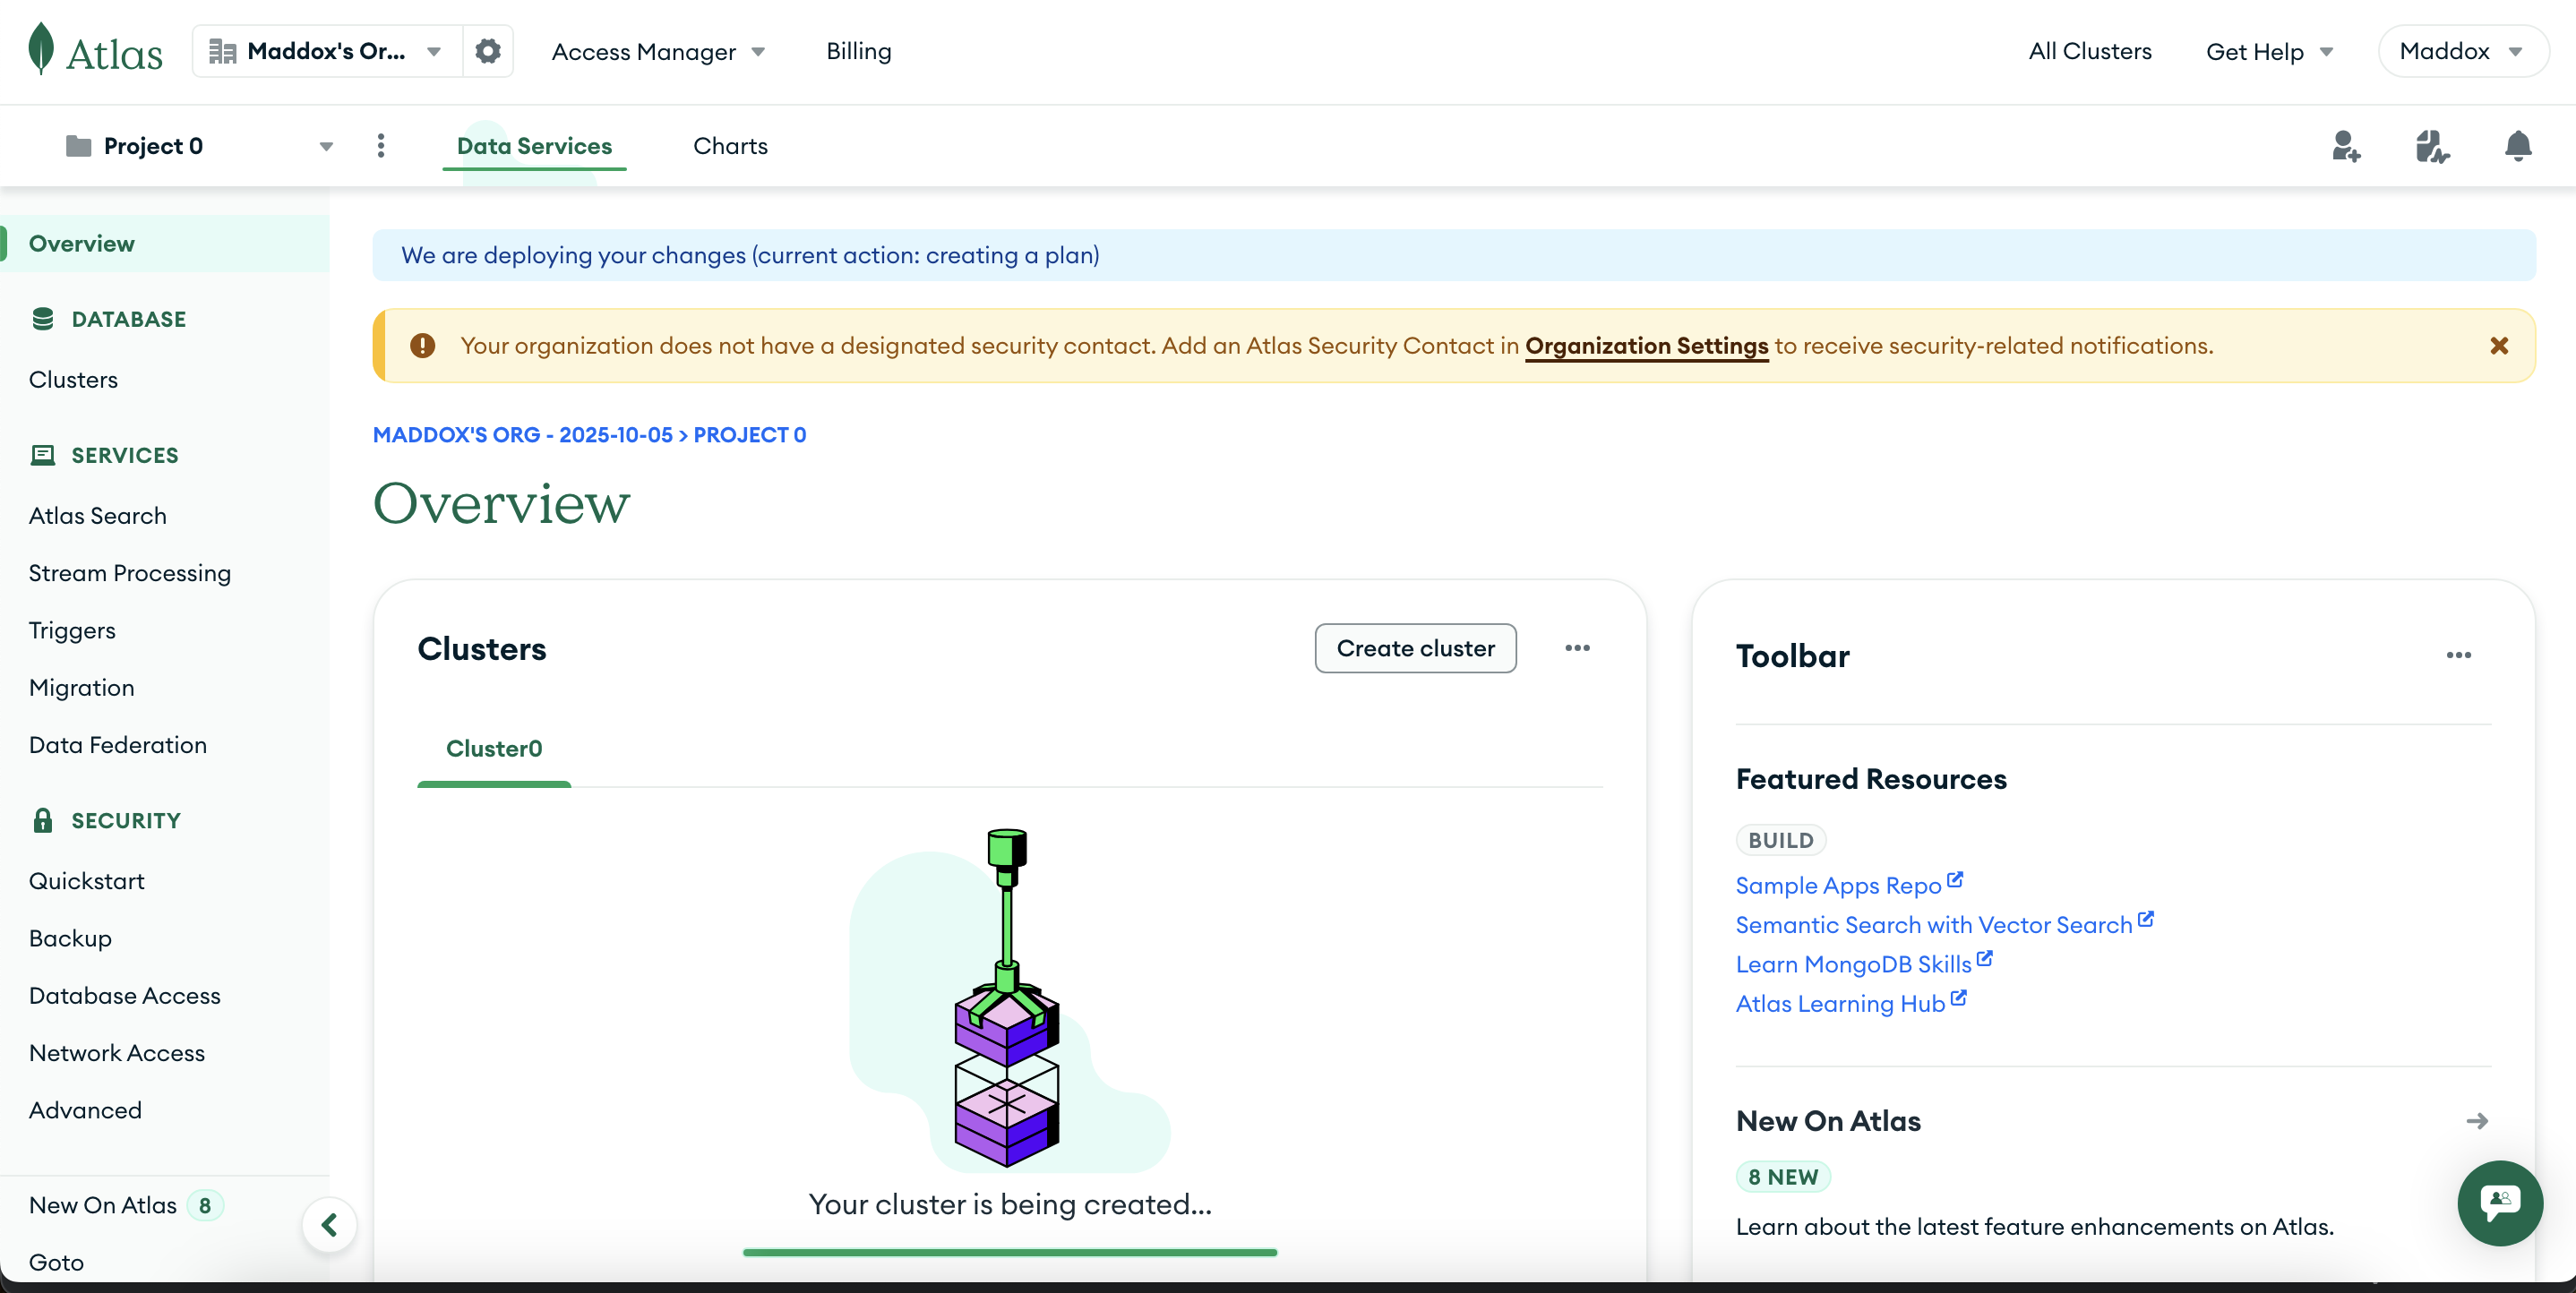 Atlas
Maddox's Or...
Access Manager
Billing
All Clusters
Get Help
Maddox
Project 0
Data Services
Charts
Overview
DATABASE
Clusters
SERVICES
Atlas Search
Stream Processing
Triggers
Migration
Data Federation
SECURITY
Quickstart
Backup
Database Access
Network Access
Advanced
New On Atlas 8
Goto
We are deploying your changes (current action: creating a plan)
Your organization does not have a designated security contact. Add an Atlas Security Contact in Organization Settings to receive security-related notifications.
MADDOX'S ORG - 2025-10-05 > PROJECT 0
Overview
Clusters
Create cluster
Cluster0
Your cluster is being created...
Toolbar
Featured Resources
BUILD
Sample Apps Repo
Semantic Search with Vector Search
Learn MongoDB Skills
Atlas Learning Hub
New On Atlas
8 NEW
Learn about the latest feature enhancements on Atlas.